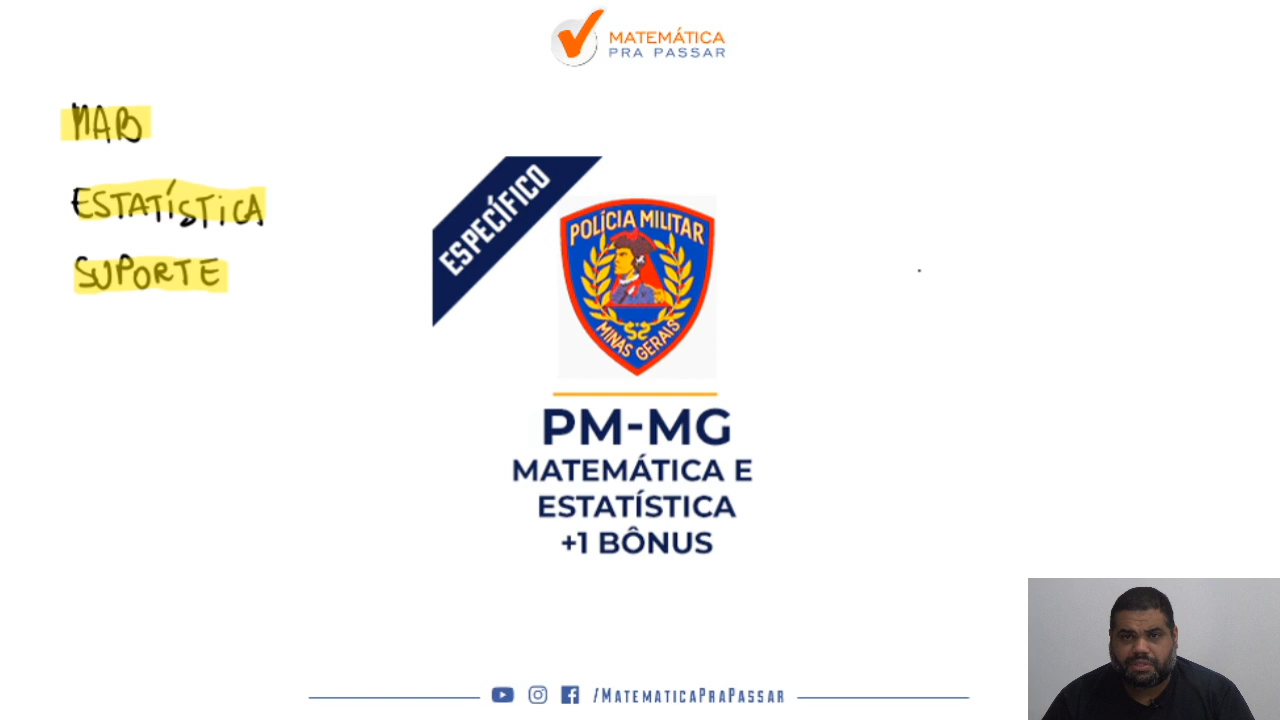 MATEMÁTICA
PRA PASSAR
MAB
ESTATÍSTICA
SUPORTE
ESPECÍFICO
POLÍCIA MILITAR
MINAS GERAIS
PM-MG
MATEMÁTICA E
ESTATÍSTICA
+1 BÔNUS
/MATEMATICAPRAPASSAR